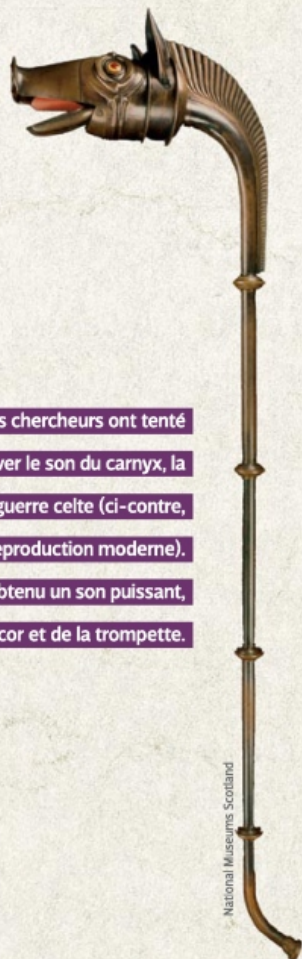 s chercheurs ont tenté
ver le son du carnyx, la
guerre celte (ci-contre,
eproduction moderne).
btenu un son puissant,
cor et de la trompette.
National Museums Scotland